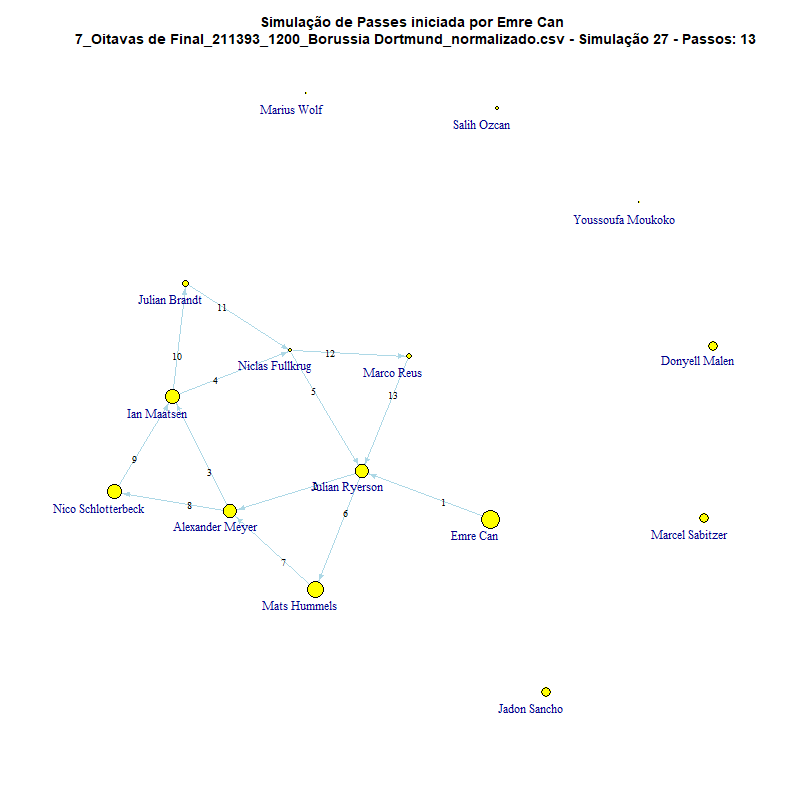 Simulação de Passes iniciada por Emre Can
7_Oitavas de Final_211393_1200_Borussia Dortmund_normalizado.csv - Simulação 27 - Passos: 13
Marius Wolf
Salih Ozcan
Youssoufa Moukoko
Julian Brandt
11
12
10
Niclas Fullkrug
Marco Reus
Donyell Malen
4
5
13
Ian Maatsen
9
3
Julian Ryerson
1
8
6
Nico Schlotterbeck
Alexander Meyer
Emre Can
Marcel Sabitzer
7
Mats Hummels
Jadon Sancho